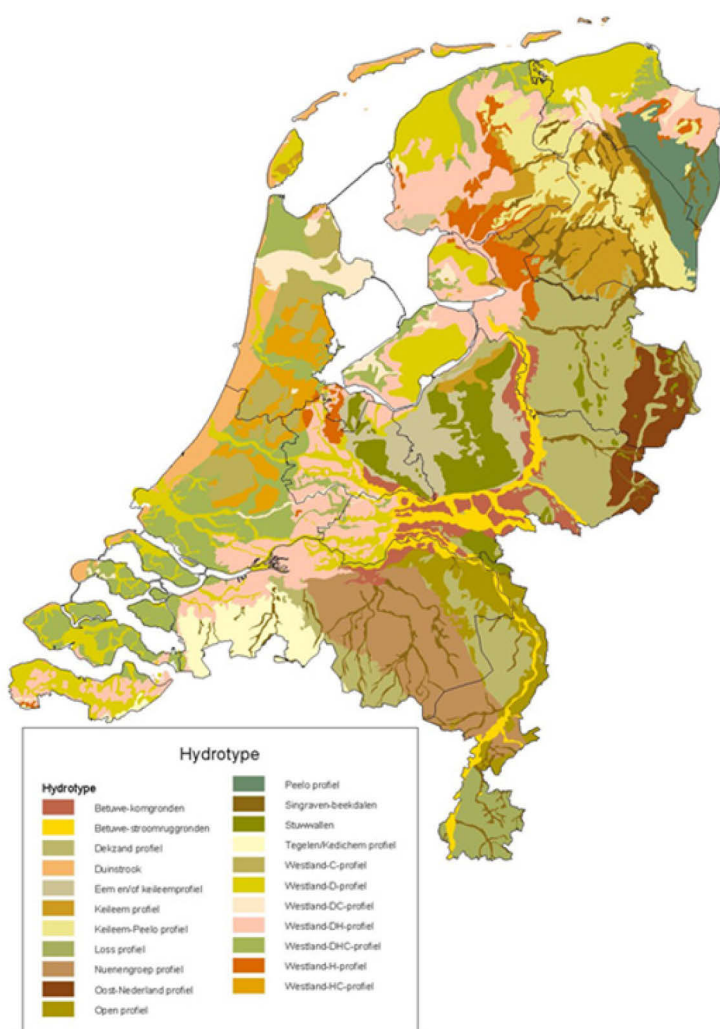 Hydrotype
Hydrotype
Betuwe-komgronden
Betuwe-stroomruggronden
Dekzand profiel
Duinstrook
Eem en/of keileemprofiel
Keileem profiel
Keileem-Peelo profiel
Loss profiel
Nuenengroep profiel
Oost-Nederland profiel
Open profiel
Peelo profiel
Singraven-beekdalen
Stuwwallen
Tegelen/Kedichem profiel
Westland-C-profiel
Westland-D-profiel
Westland-DC-profiel
Westland-DH-profiel
Westland-DHC-profiel
Westland-H-profiel
Westland-HC-profiel